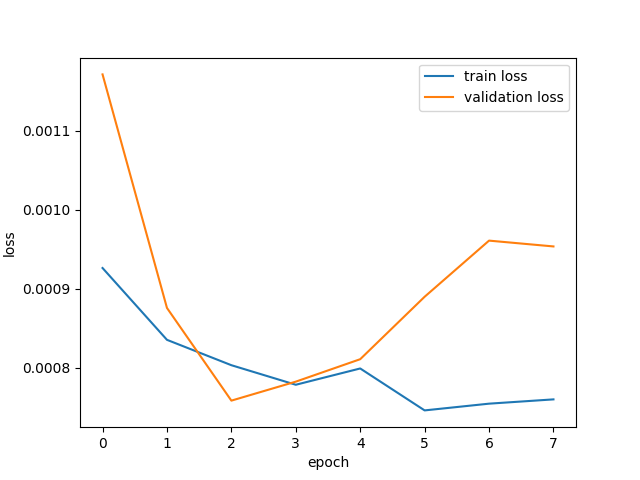 train loss
validation loss
0.0011
0.0010
0.0009
0.0008
loss
0 1 2 3 4 5 6 7
epoch